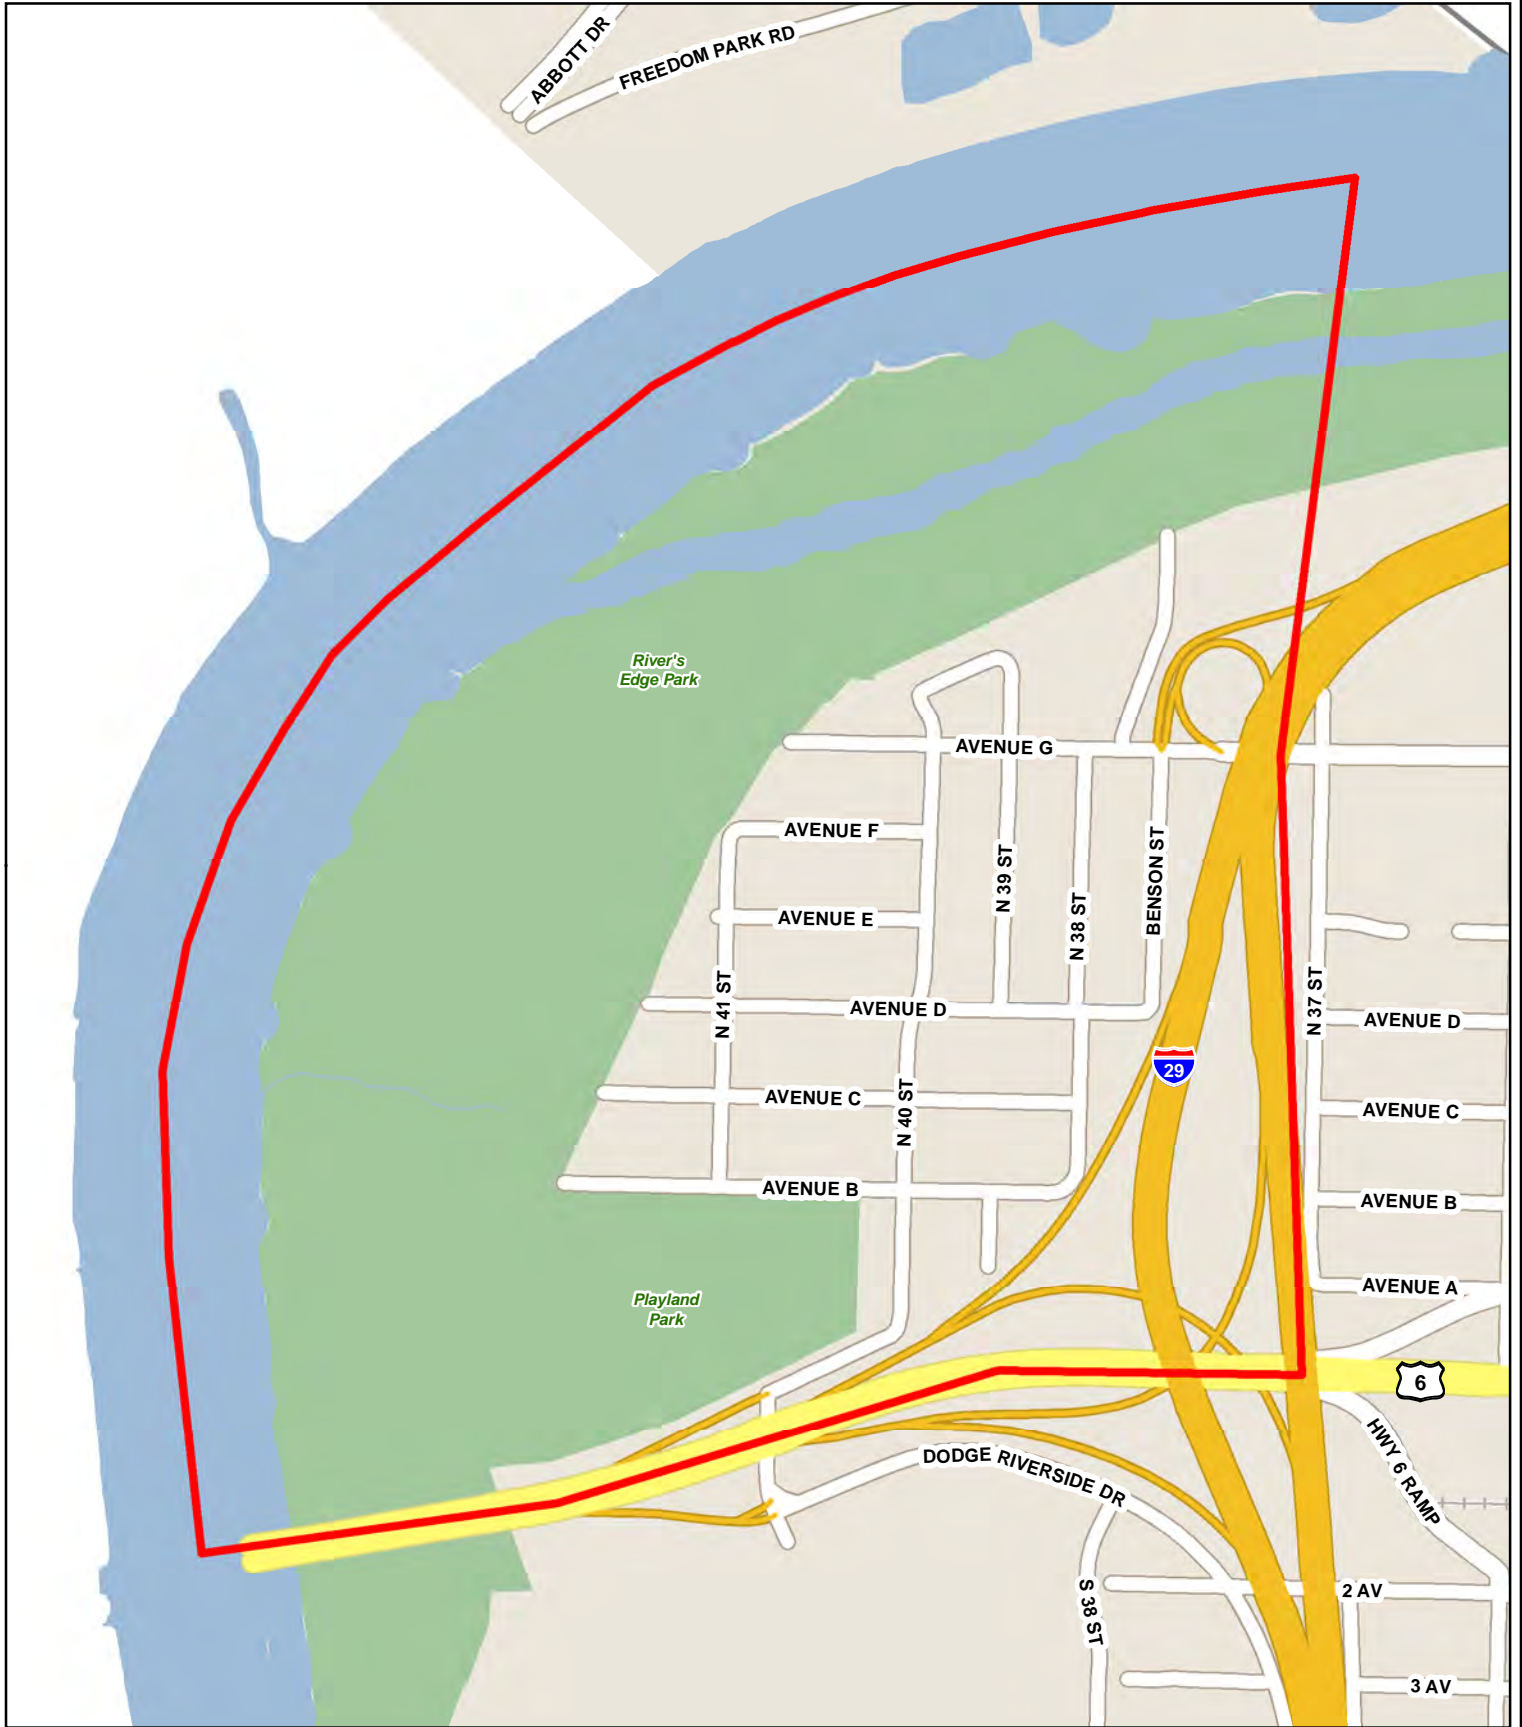 ABBOTT DR
FREEDOM PARK RD
River's
Edge Park
AVENUE G
AVENUE F
N 39 ST
BENSON ST
AVENUE E
N 38 ST
N 41 ST
AVENUE D
N 37 ST
AVENUE D
29
AVENUE C
N 40 ST
AVENUE C
AVENUE B
AVENUE B
AVENUE A
Playland
Park
6
HWY 6 RAMP
DODGE RIVERSIDE DR
S 38 ST
2 AV
3 AV